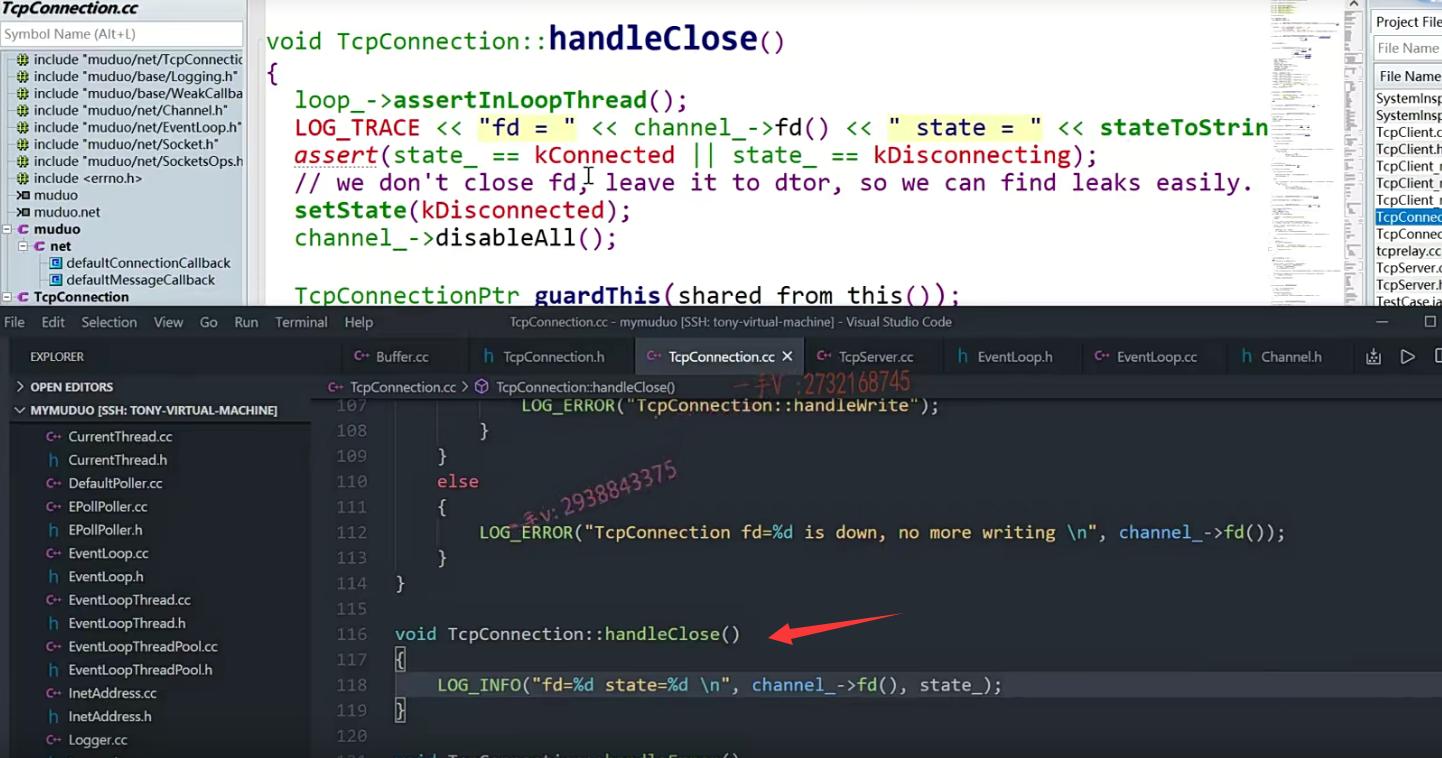 TcpConnection.cc
Symbol Name (Alt+L)
include "muduo/net/TcpConnectio
include "muduo/base/Logging.h"
include "muduo/base/WeakCallba
include "muduo/net/Channel.h"
include "muduo/net/EventLoop.h"
include "muduo/net/Socket.h"
include "muduo/net/SocketsOps.h
include <errno.h>
muduo
muduo.net
muduo
net
defaultConnectionCallback
defaultMessageCallback
TcpConnection
void TcpConnection::handleClose()
{
loop_->assertInLoopThread();
LOG_TRACE << "fd = " << channel_->fd() << " state = " << stateToStrin
assert(state_ == kConnected || state_ == kDisconnecting);
// we don't close fd, leave it to dtor, so we can find leaks easily.
setState(kDisconnected);
channel_->disableAll();
TcpConnectionPtr guardThis(shared_from_this());
Project File
File Name
File Name
SystemInsp
SystemInsp
TcpClient.c
TcpClient.h
TcpClient_r
TcpClient_r
TcpClient_r
TcpConnec
TcpConnec
tcprelay.cc
TcpServer.c
TcpServer.h
TestCase.ja
File Edit Selection View Go Run Terminal Help
TcpConnection.cc - mymuduo [SSH: tony-virtual-machine] - Visual Studio Code
EXPLORER
OPEN EDITORS
MYMUDUO [SSH: TONY-VIRTUAL-MACHINE]
CurrentThread.cc
CurrentThread.h
DefaultPoller.cc
EPollPoller.cc
EPollPoller.h
EventLoop.cc
EventLoop.h
EventLoopThread.cc
EventLoopThread.h
EventLoopThreadPool.cc
EventLoopThreadPool.h
InetAddress.cc
InetAddress.h
Logger.cc
Buffer.cc TcpConnection.h TcpConnection.cc TcpServer.cc EventLoop.h EventLoop.cc Channel.h
TcpConnection.cc > TcpConnection::handleClose()
一手V :2732168745
107 LOG_ERROR("TcpConnection::handleWrite");
108 }
109 }
110 else
111 {
一手v: 2938843375
112 LOG_ERROR("TcpConnection fd=%d is down, no more writing \n", channel_->fd());
113 }
114 }
115
116 void TcpConnection::handleClose()
117 {
118 LOG_INFO("fd=%d state=%d \n", channel_->fd(), state_);
119 }
120